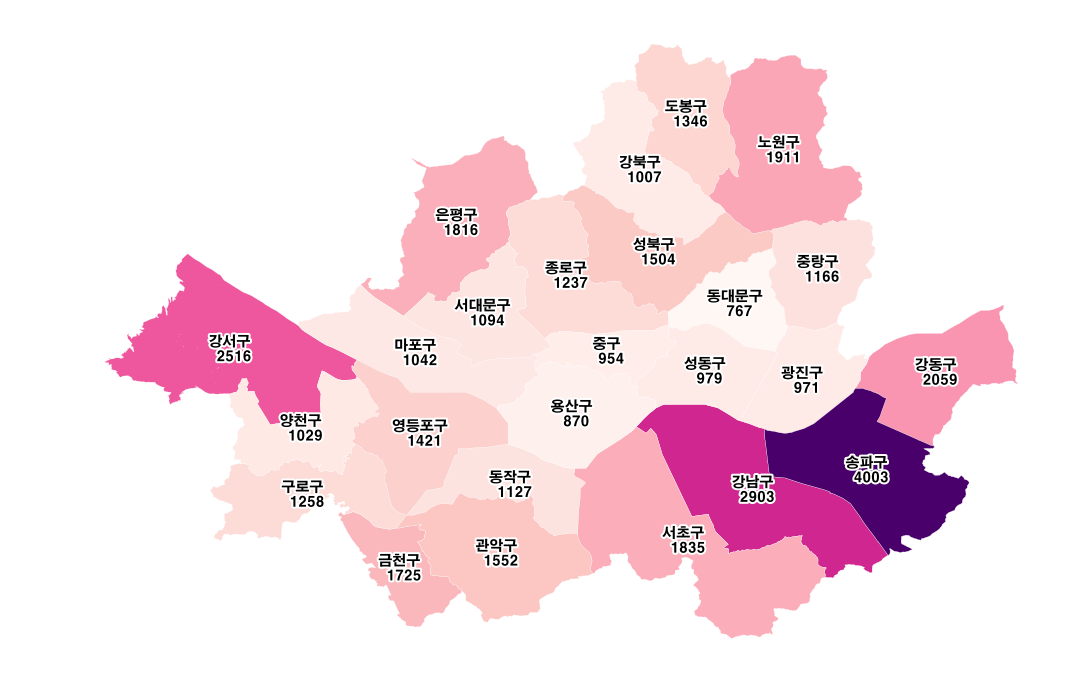 도봉구
1346
노원구
1911
강북구
1007
은평구
1816
성북구
1504
중랑구
1166
종로구
1237
동대문구
767
서대문구
1094
강서구
2516
마포구
1042
중구
954
성동구
979
광진구
971
강동구
2059
양천구
1029
영등포구
1421
용산구
870
송파구
4003
구로구
1258
동작구
1127
강남구
2903
서초구
1835
관악구
1552
금천구
1725